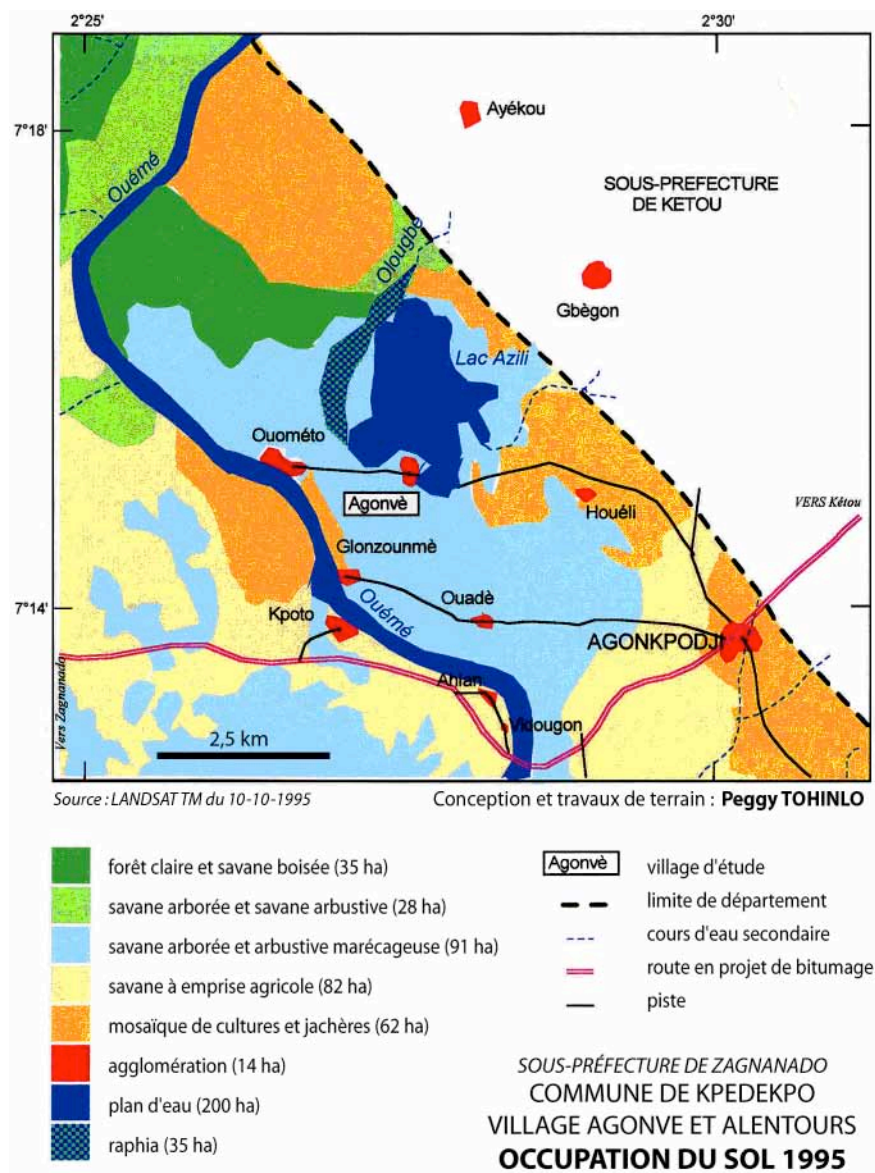 2°25'
2°30'
7°18'
Ayékou
Ouémé
SOUS-PREFECTURE
DE KETOU
Olougbe
Gbègon
Lac Azili
Ouométo
Agonvè
Houéli
VERS Kétou
Glonzounmè
7°14'
Kpoto
Ouémé
Ouadè
AGONKPODJI
Vers Zagnanado
Ahlan
Vidougon
2,5 km
Source : LANDSAT TM du 10-10-1995
Conception et travaux de terrain : Peggy TOHINLO
forêt claire et savane boisée (35 ha)
savane arborée et savane arbustive (28 ha)
savane arborée et arbustive marécageuse (91 ha)
savane à emprise agricole (82 ha)
mosaïque de cultures et jachères (62 ha)
agglomération (14 ha)
plan d'eau (200 ha)
raphia (35 ha)
Agonvè
village d'étude
limite de département
cours d'eau secondaire
route en projet de bitumage
piste
SOUS-PRÉFECTURE DE ZAGNANADO
COMMUNE DE KPEDEKPO
VILLAGE AGONVE ET ALENTOURS
OCCUPATION DU SOL 1995